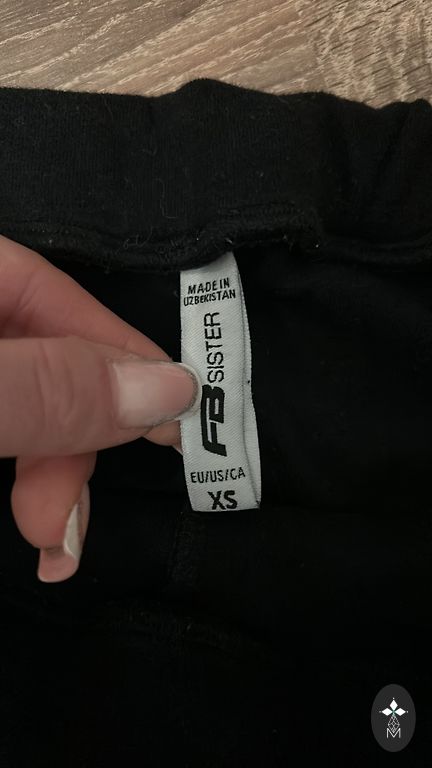 MADE IN
UZBEKISTAN
FB SISTER
EU/US/CA
XS
M